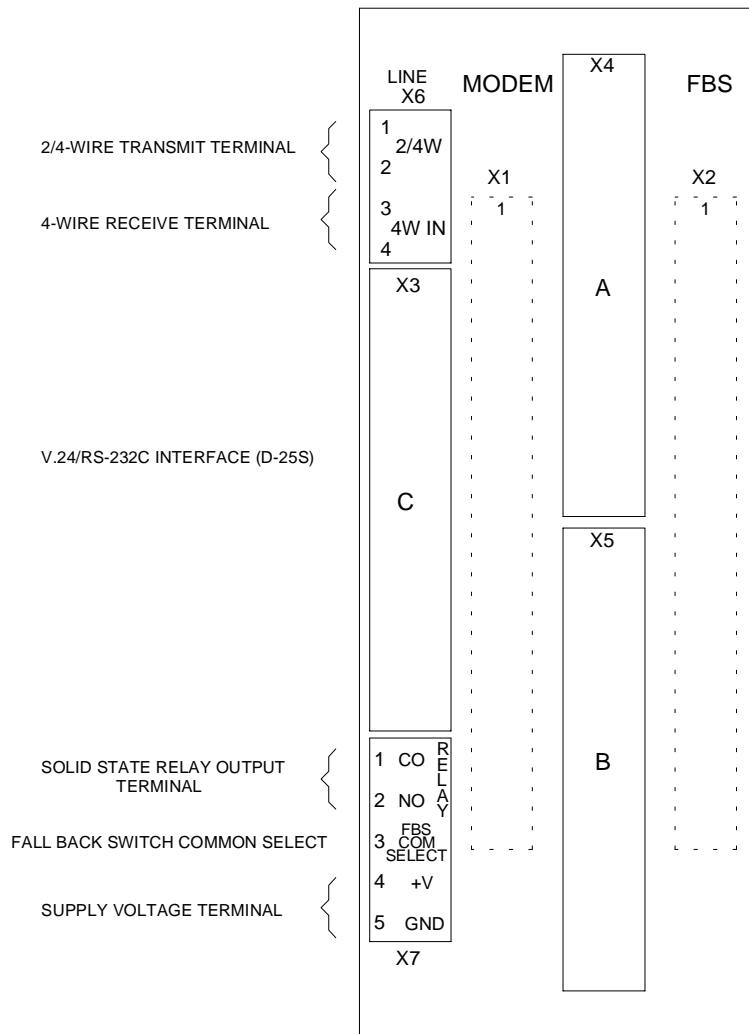 X4
LINE
X6
MODEM
FBS
2/4-WIRE TRANSMIT TERMINAL
1
2/4W
2
X1
X2
4-WIRE RECEIVE TERMINAL
3
4W IN
4
1
1
X3
A
V.24/RS-232C INTERFACE (D-25S)
C
X5
SOLID STATE RELAY OUTPUT
TERMINAL
1 CO
2 NO
RELAY
B
FALL BACK SWITCH COMMON SELECT
3
FBS
COM
SELECT
SUPPLY VOLTAGE TERMINAL
4 +V
5 GND
X7